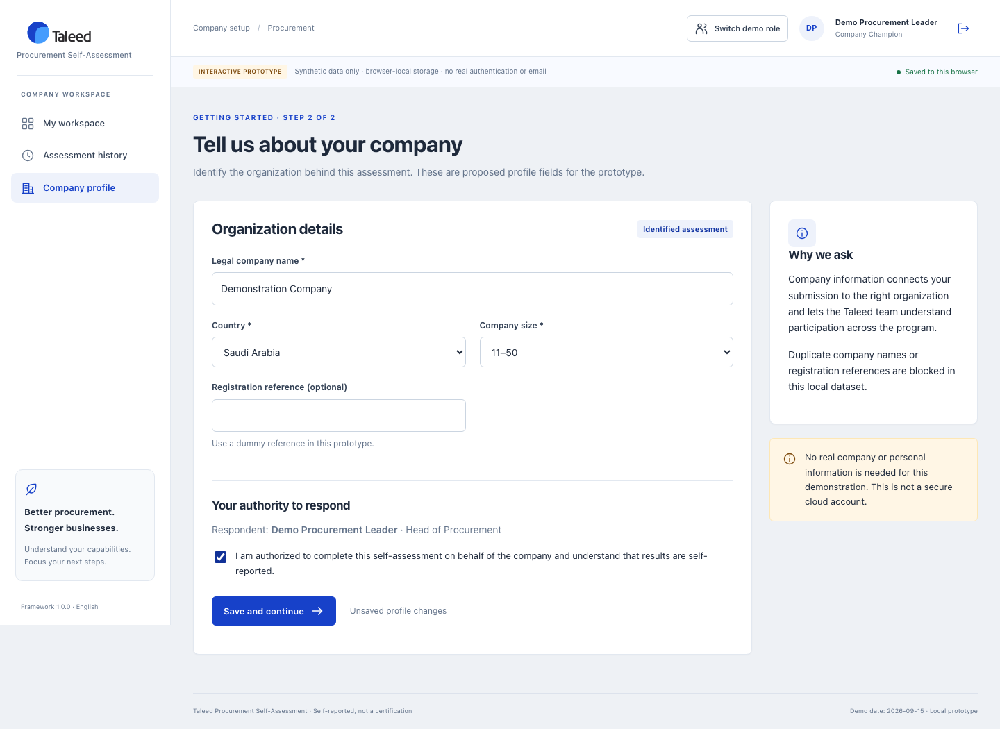 Taleed
Procurement Self-Assessment
COMPANY WORKSPACE
My workspace
Assessment history
Company profile
Better procurement.
Stronger businesses.
Understand your capabilities.
Focus your next steps.
Framework 1.0.0 · English
Company setup / Procurement
Switch demo role
DP
Demo Procurement Leader
Company Champion
INTERACTIVE PROTOTYPE
Synthetic data only · browser-local storage · no real authentication or email
Saved to this browser
GETTING STARTED · STEP 2 OF 2
Tell us about your company
Identify the organization behind this assessment. These are proposed profile fields for the prototype.
Organization details
Identified assessment
Legal company name *
Demonstration Company
Country *
Company size *
Saudi Arabia
11–50
Registration reference (optional)
Use a dummy reference in this prototype.
Your authority to respond
Respondent: Demo Procurement Leader · Head of Procurement
I am authorized to complete this self-assessment on behalf of the company and understand that results are self-
reported.
Save and continue
Unsaved profile changes
Why we ask
Company information connects your
submission to the right organization
and lets the Taleed team understand
participation across the program.
Duplicate company names or
registration references are blocked in
this local dataset.
No real company or personal
information is needed for this
demonstration. This is not a secure
cloud account.
Taleed Procurement Self-Assessment · Self-reported, not a certification
Demo date: 2026-09-15 · Local prototype